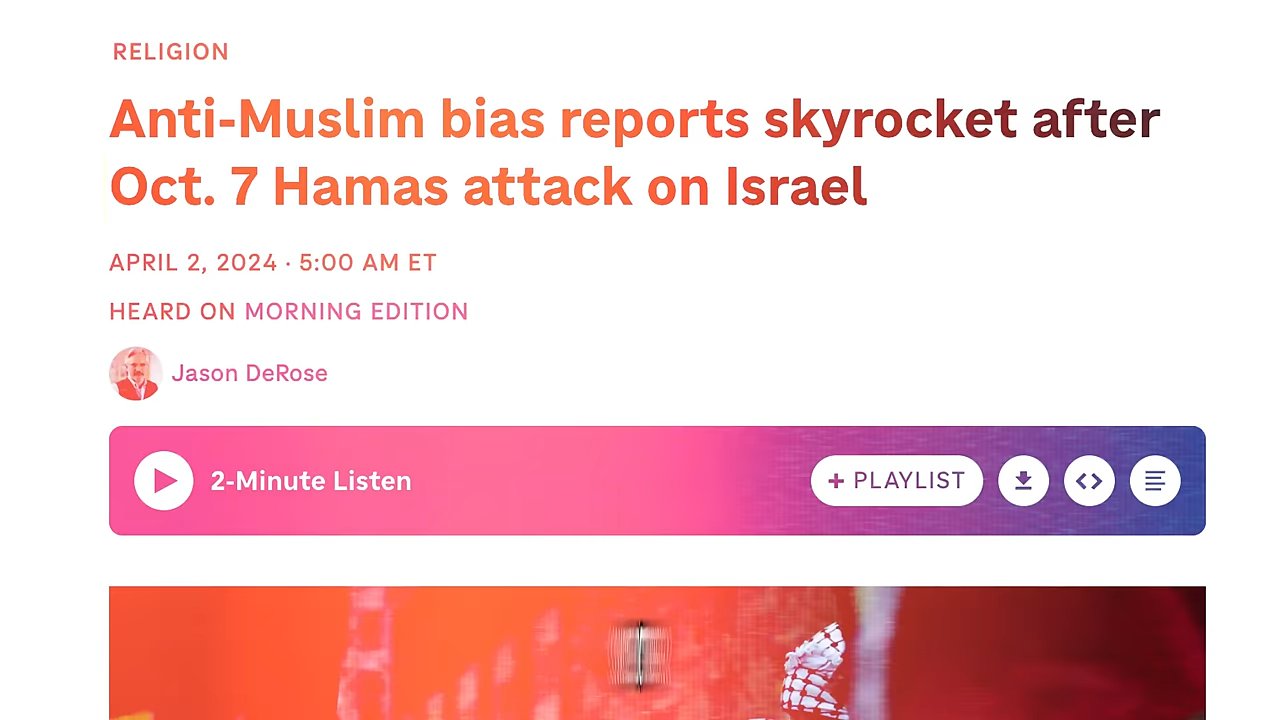 RELIGION
Anti-Muslim bias reports skyrocket after
Oct. 7 Hamas attack on Israel
APRIL 2, 2024 · 5:00 AM ET
HEARD ON MORNING EDITION
Jason DeRose
2-Minute Listen
+ PLAYLIST